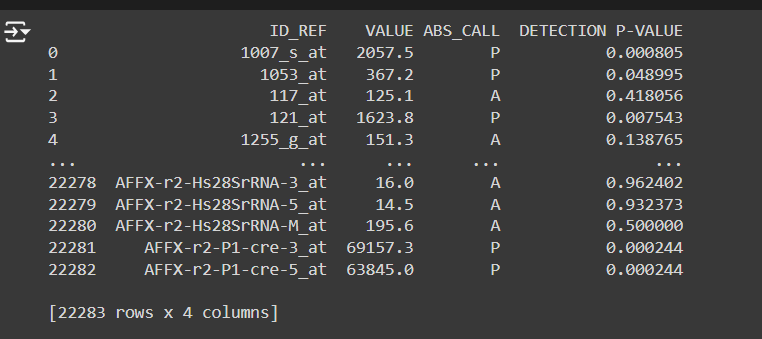 ID_REF VALUE ABS_CALL DETECTION P-VALUE
0 1007_s_at 2057.5 P 0.000805
1 1053_at 367.2 P 0.048995
2 117_at 125.1 A 0.418056
3 121_at 1623.8 P 0.007543
4 1255_g_at 151.3 A 0.138765
... ... ... ... ...
22278 AFFX-r2-Hs28SrRNA-3_at 16.0 A 0.962402
22279 AFFX-r2-Hs28SrRNA-5_at 14.5 A 0.932373
22280 AFFX-r2-Hs28SrRNA-M_at 195.6 A 0.500000
22281 AFFX-r2-P1-cre-3_at 69157.3 P 0.000244
22282 AFFX-r2-P1-cre-5_at 63845.0 P 0.000244
[22283 rows x 4 columns]